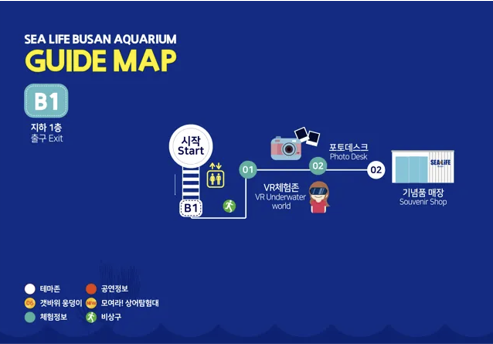 SEA LIFE BUSAN AQUARIUM
GUIDE MAP
B1
지하 1층
출구 Exit
시작
Start
B1
01
VR체험존
VR Underwater
world
02
포토데스크
Photo Desk
02
SEA LIFE
기념품 매장
Souvenir Shop
테마존
공연정보
갯바위 웅덩이
모여라! 상어탐험대
체험정보
비상구